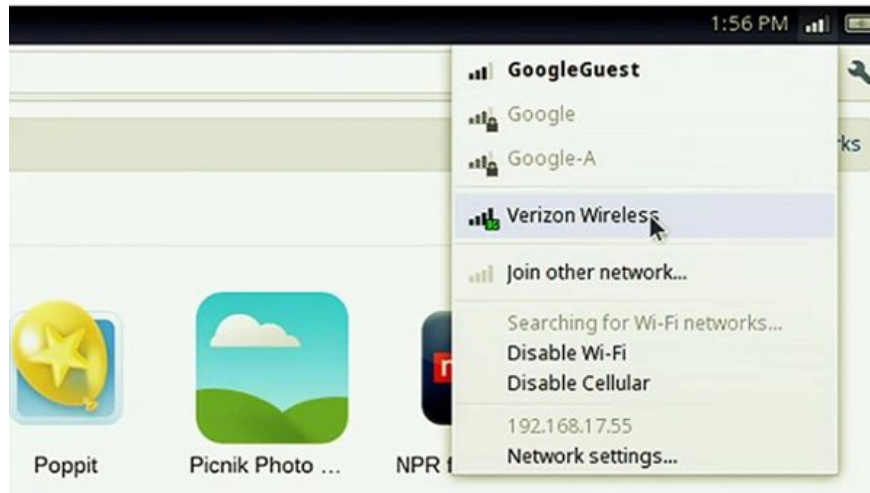 1:56 PM
GoogleGuest
Google
Google-A
ks
Verizon Wireless
Join other network...
Searching for Wi-Fi networks...
Disable Wi-Fi
Disable Cellular
192.168.17.55
Network settings...
Poppit
Picnik Photo ...
NPR f